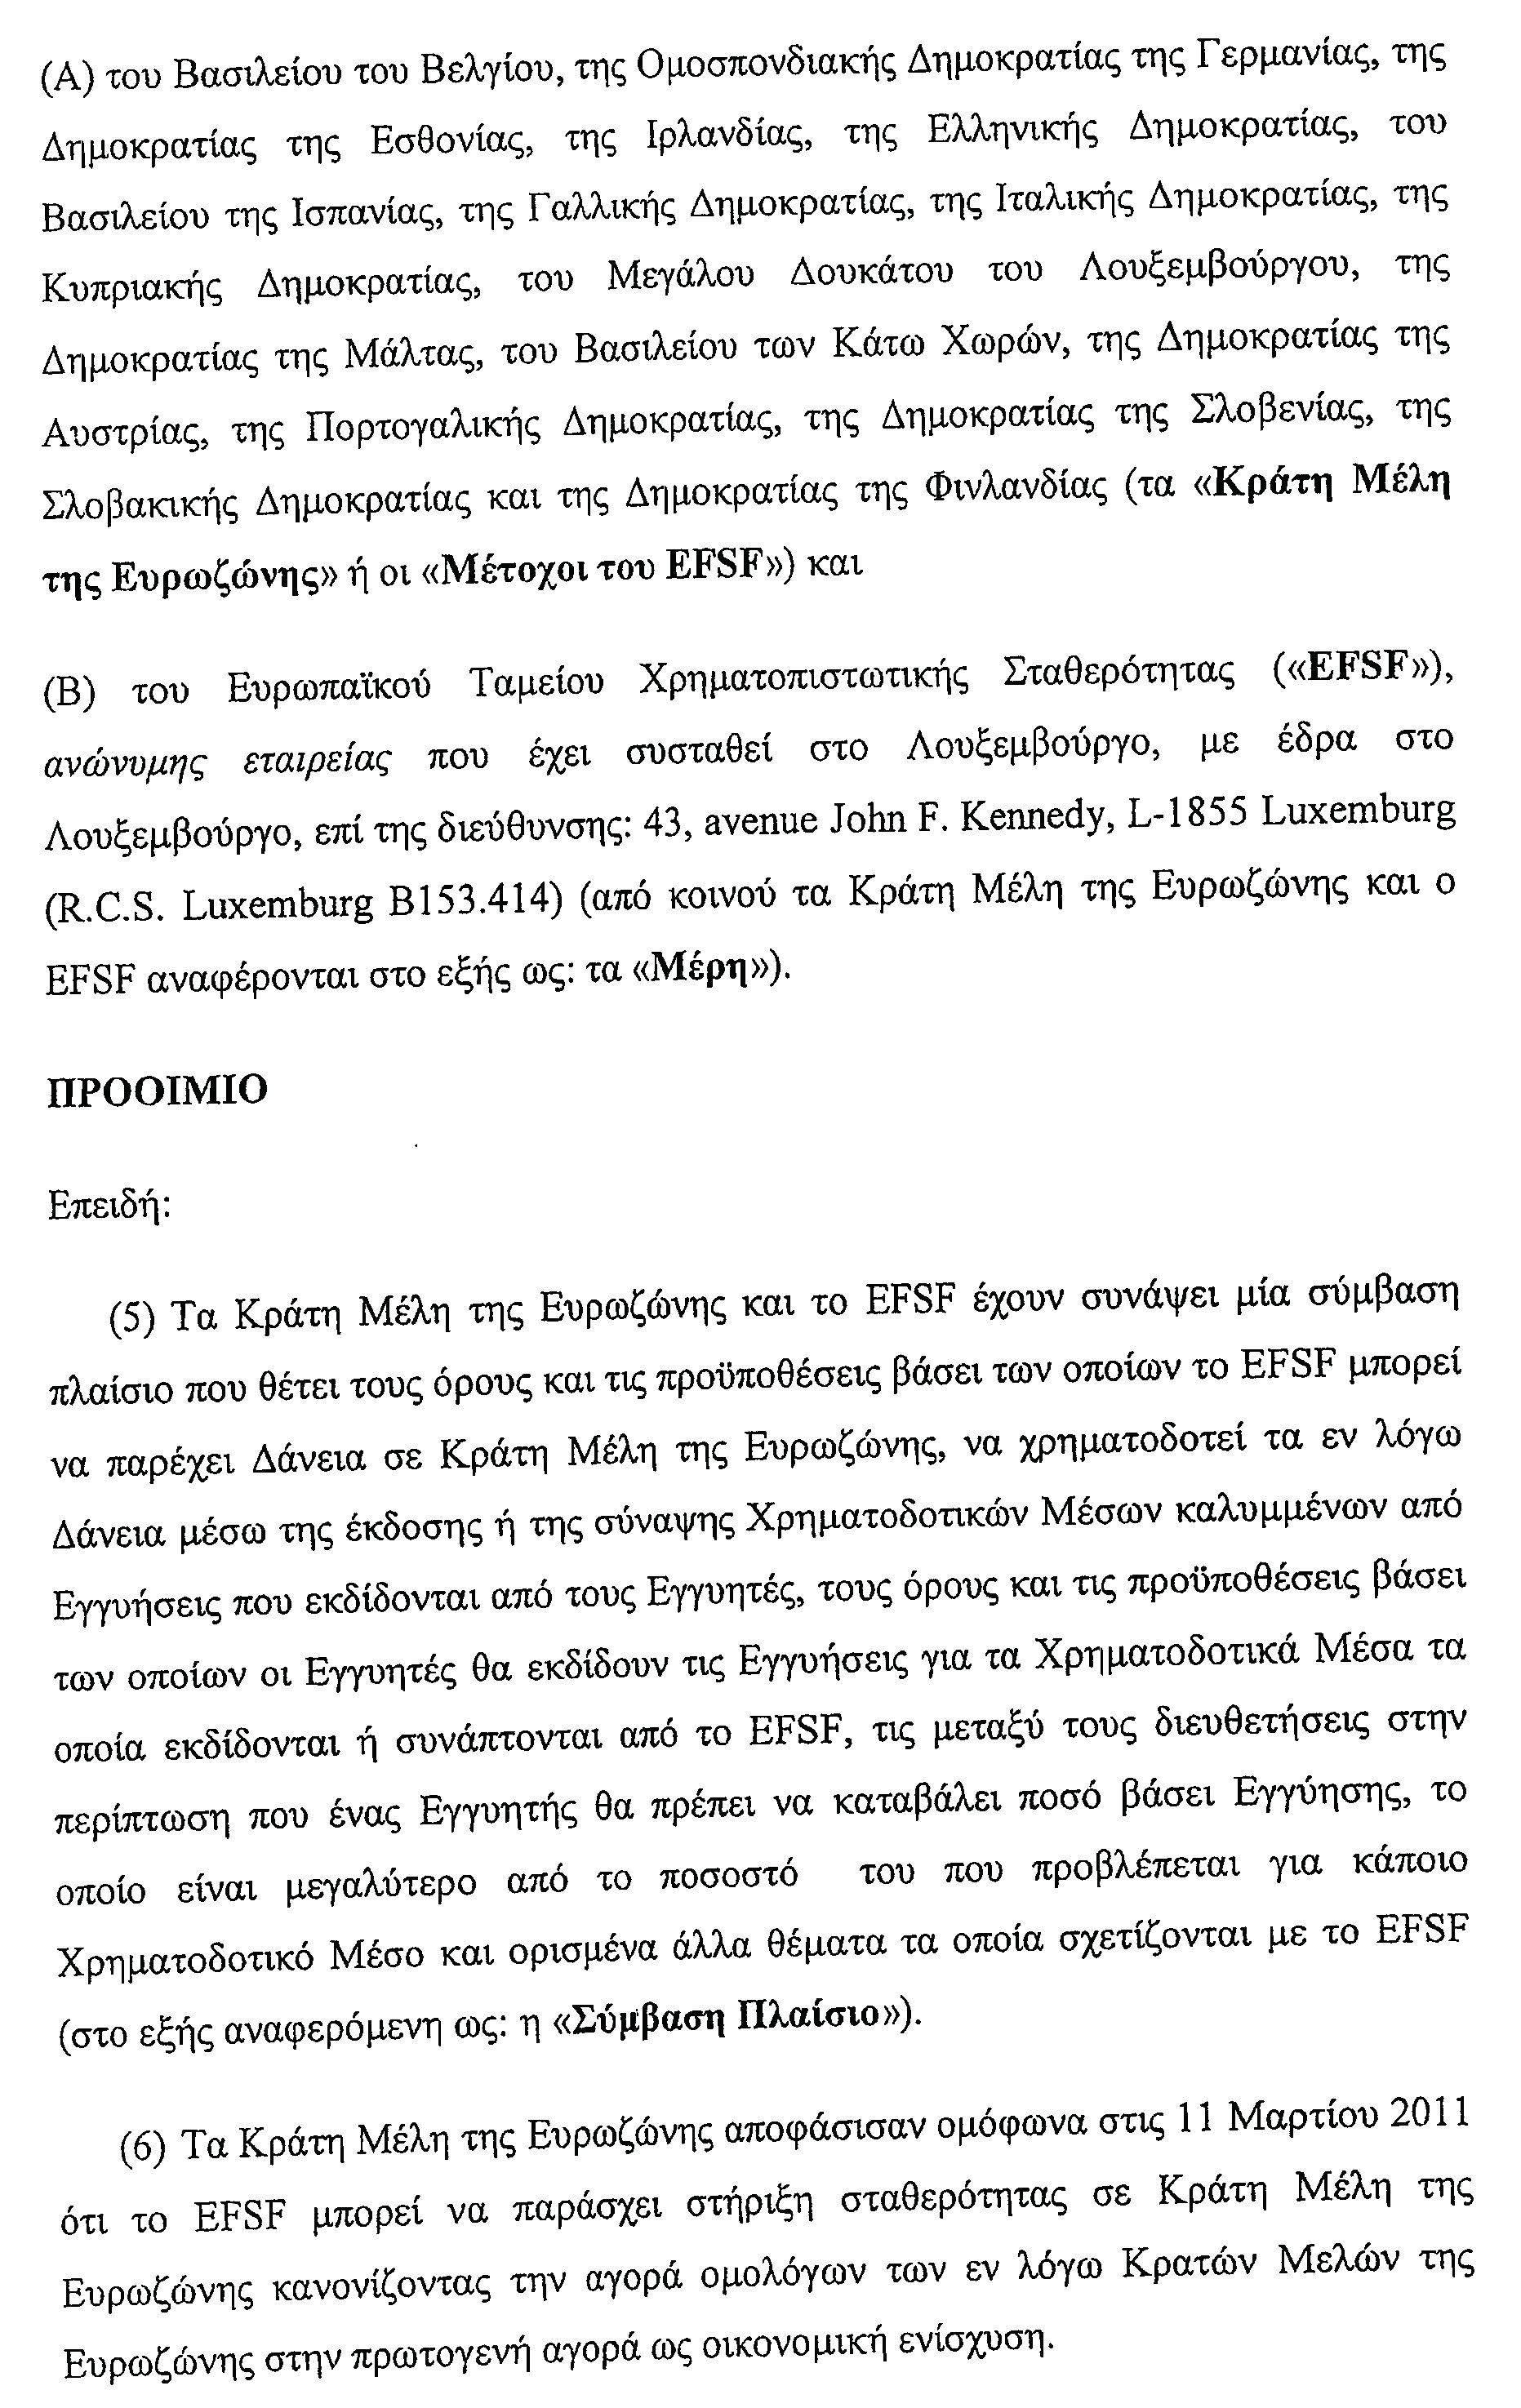 (Α) του Βασιλείου του Βελγίου, της Ομοσπονδιακής Δημοκρατίας της Γερμανίας, της
Δημοκρατίας της Εσθονίας, της Ιρλανδίας, της Ελληνικής Δημοκρατίας, του
Βασιλείου της Ισπανίας, της Γαλλικής Δημοκρατίας, της Ιταλικής Δημοκρατίας, της
Κυπριακής Δημοκρατίας, του Μεγάλου Δουκάτου του Λουξεμβούργου, της
Δημοκρατίας της Μάλτας, του Βασιλείου των Κάτω Χωρών, της Δημοκρατίας της
Αυστρίας, της Πορτογαλικής Δημοκρατίας, της Δημοκρατίας της Σλοβενίας, της
Σλοβακικής Δημοκρατίας και της Δημοκρατίας της Φινλανδίας (τα «Κράτη Μέλη
της Ευρωζώνης» ή οι «Μέτοχοι του EFSF») και
(Β) του Ευρωπαϊκού Ταμείου Χρηματοπιστωτικής Σταθερότητας («EFSF»),
ανώνυμης εταιρείας που έχει συσταθεί στο Λουξεμβούργο, με έδρα στο
Λουξεμβούργο, επί της διεύθυνσης: 43, avenue John F. Kennedy, L-1855 Luxemburg
(R.C.S. Luxemburg B153.414) (από κοινού τα Κράτη Μέλη της Ευρωζώνης και ο
EFSF αναφέρονται στο εξής ως: τα «Μέρη»).
ΠΡΟΟΙΜΙΟ
Επειδή:
(5) Τα Κράτη Μέλη της Ευρωζώνης και το EFSF έχουν συνάψει μία σύμβαση
πλαίσιο που θέτει τους όρους και τις προϋποθέσεις βάσει των οποίων το EFSF μπορεί
να παρέχει Δάνεια σε Κράτη Μέλη της Ευρωζώνης, να χρηματοδοτεί τα εν λόγω
Δάνεια μέσω της έκδοσης ή της σύναψης Χρηματοδοτικών Μέσων καλυμμένων από
Εγγυήσεις που εκδίδονται από τους Εγγυητές, τους όρους και τις προϋποθέσεις βάσει
των οποίων οι Εγγυητές θα εκδίδουν τις Εγγυήσεις για τα Χρηματοδοτικά Μέσα τα
οποία εκδίδονται ή συνάπτονται από το EFSF, τις μεταξύ τους διευθετήσεις στην
περίπτωση που ένας Εγγυητής θα πρέπει να καταβάλει ποσό βάσει Εγγύησης, το
οποίο είναι μεγαλύτερο από το ποσοστό του που προβλέπεται για κάποιο
Χρηματοδοτικό Μέσο και ορισμένα άλλα θέματα τα οποία σχετίζονται με το EFSF
(στο εξής αναφερόμενη ως: η «Σύμβαση Πλαίσιο»).
(6) Τα Κράτη Μέλη της Ευρωζώνης αποφάσισαν ομόφωνα στις 11 Μαρτίου 2011
ότι το EFSF μπορεί να παράσχει στήριξη σταθερότητας σε Κράτη Μέλη της
Ευρωζώνης κανονίζοντας την αγορά ομολόγων των εν λόγω Κρατών Μελών της
Ευρωζώνης στην πρωτογενή αγορά ως οικονομική ενίσχυση.